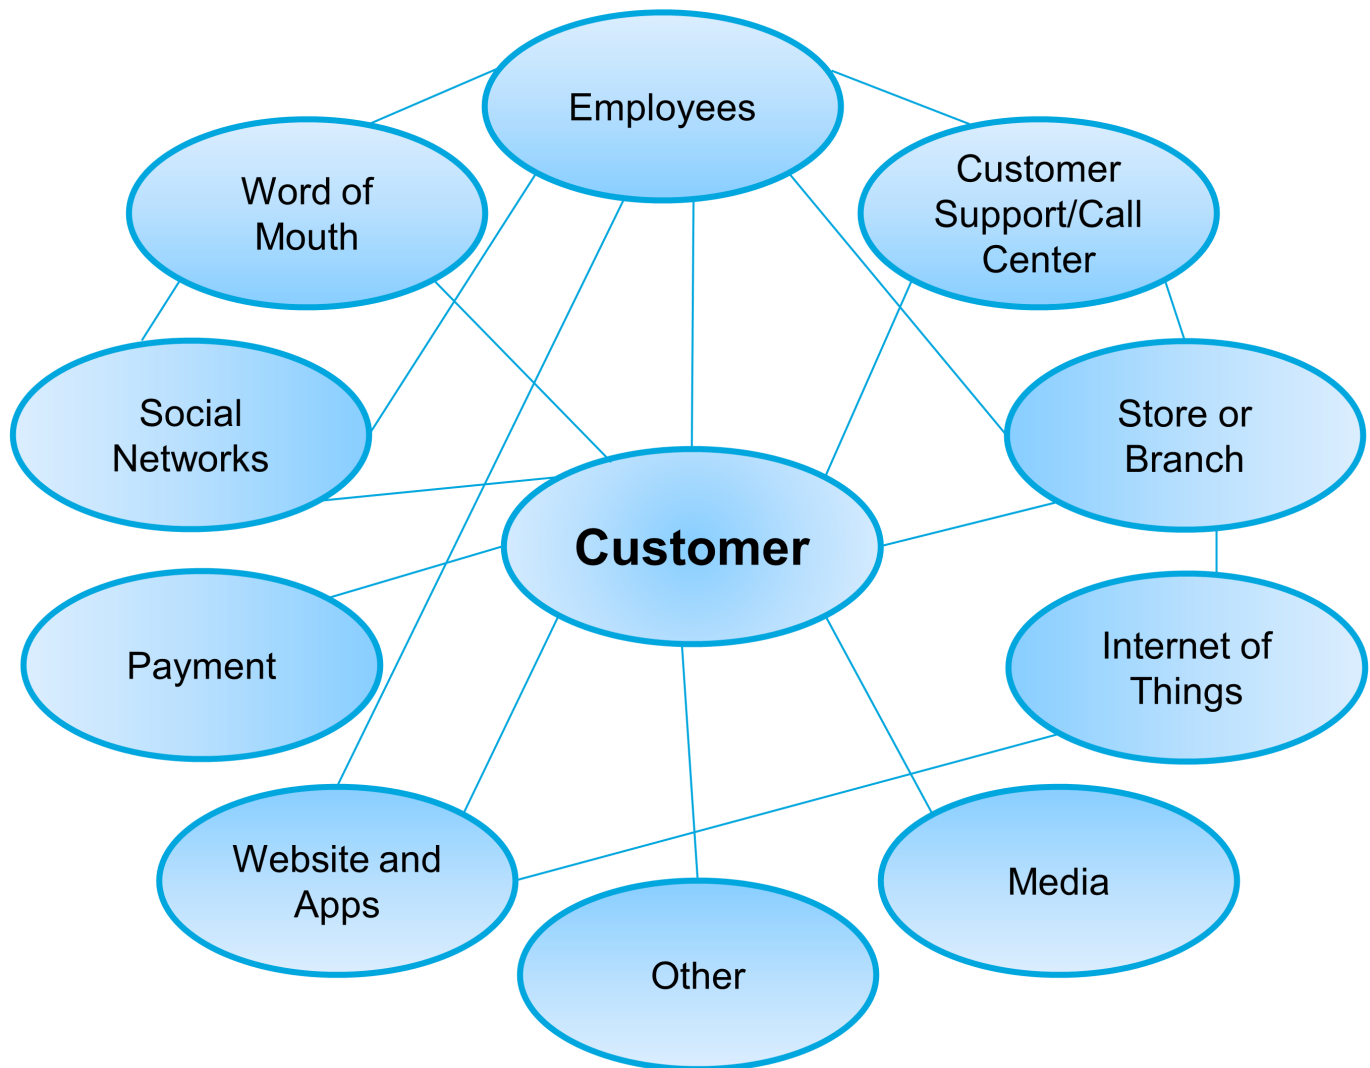 Employees
Word of
Mouth
Customer
Support/Call
Center
Social
Networks
Store or
Branch
Customer
Payment
Internet of
Things
Website and
Apps
Media
Other